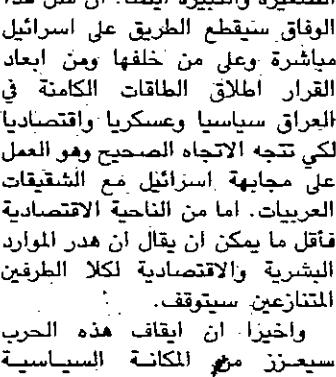 الصغيرة والكبيرة ايضا. ان مثل هذا
الوفاق سيقطع الطريق على اسرائيل
مباشرة وعلى من خلفها ومن ابعاد
القرار اطلاق الطاقات الكامنة في
العراق سياسيا وعسكريا واقتصاديا
لكي تتجه الاتجاه الصحيح وهو العمل
على مجابهة اسرائيل مع الشقيقات
العربيات. اما من الناحية الاقتصادية
فأقل ما يمكن ان يقال ان هدر الموارد
البشرية والاقتصادية لكلا الطرفين
المتنازعين سيتوقف.
واخيرا ان ايقاف هذه الحرب
سيعزز من المكانة السياسية